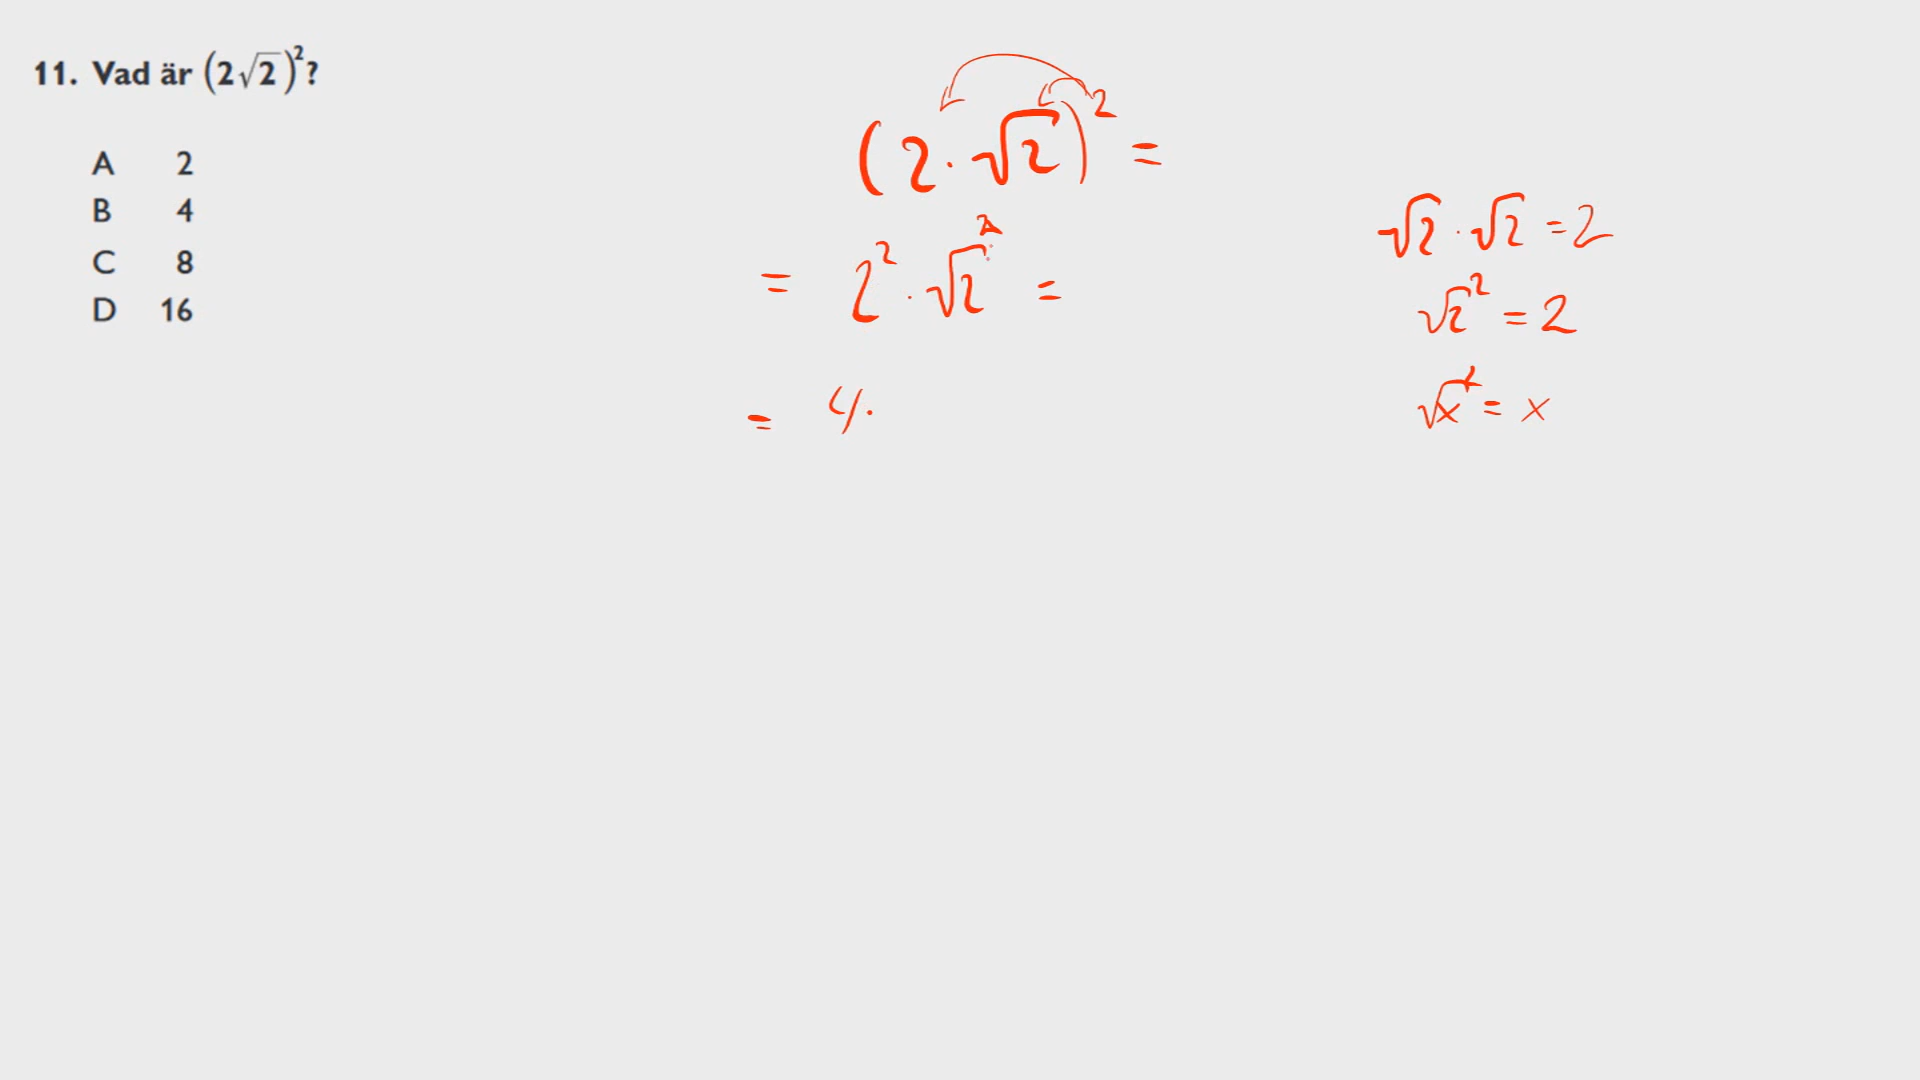 11. Vad är (2√2)²?
A 2
B 4
C 8
D 16
(2 · √2)² =
= 2² · √2² =
= 4 ·
√2 · √2 = 2
√2² = 2
√x² = x